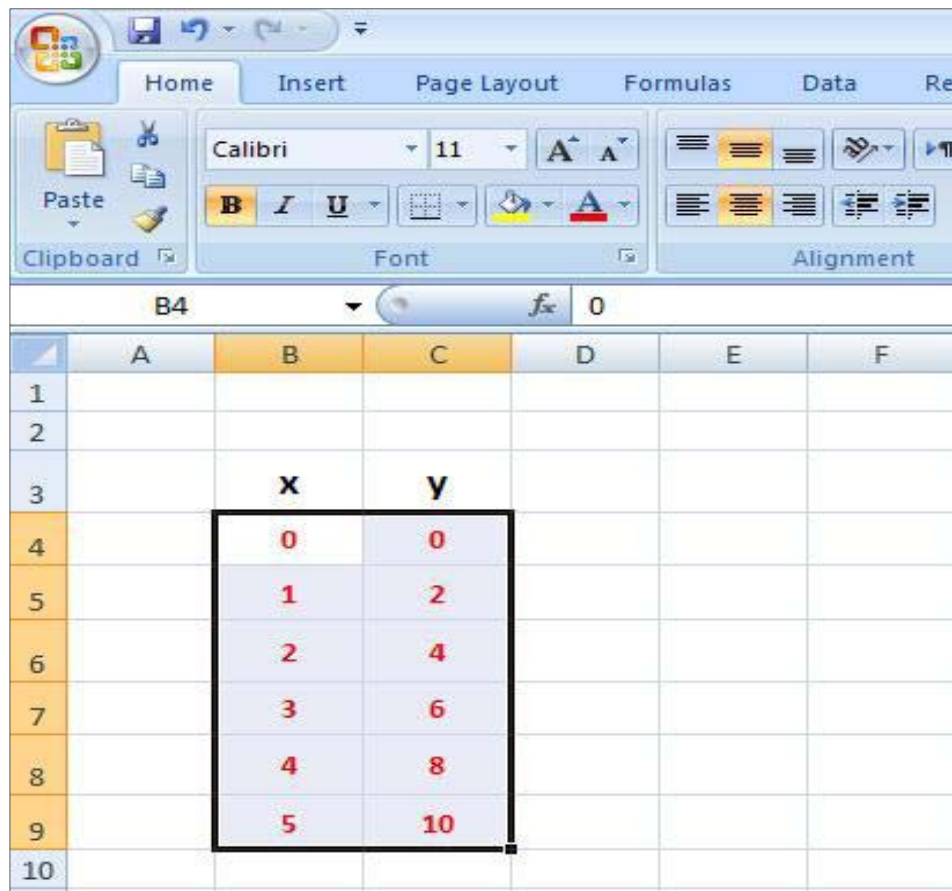 Home Insert Page Layout Formulas Data Re
Calibri 11 A A
Paste B I U A
Clipboard Font Alignment
B4 fx 0
A B C D E F
1
2
3 x y
4 0 0
5 1 2
6 2 4
7 3 6
8 4 8
9 5 10
10